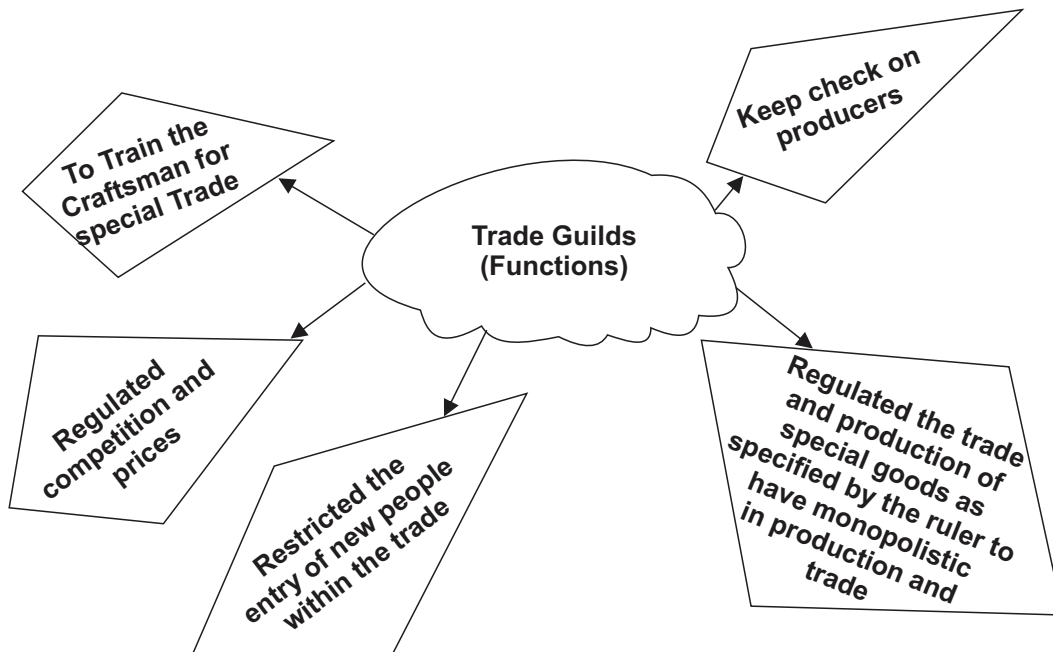 Trade Guilds
(Functions)
To Train the
Craftsman for
special Trade
Keep check on
producers
Regulated
competition and
prices
Restricted the
entry of new people
within the trade
Regulated the trade
and production of
special goods as
specified by the ruler to
have monopolistic
in production and
trade